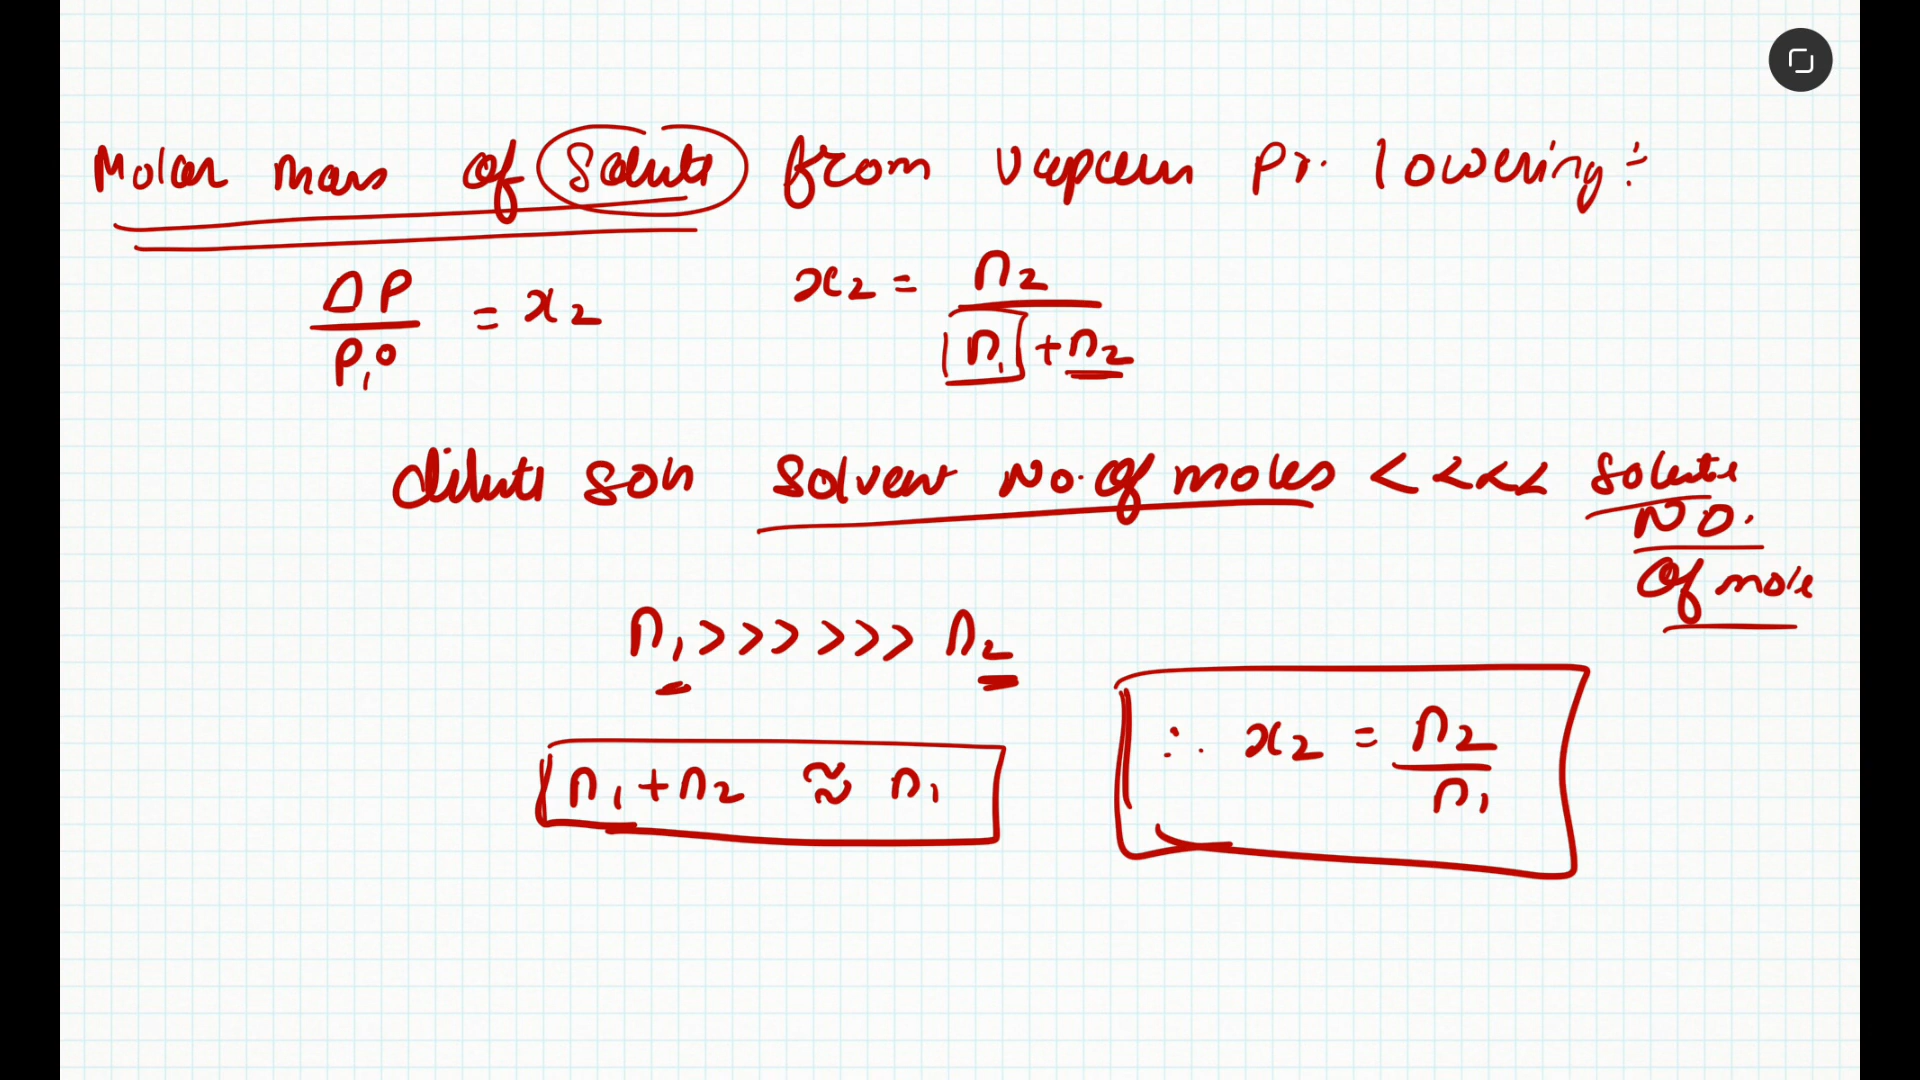 Molar mass of Solute from vapour Pr. lowering :-
ΔP / P₁° = x₂
x₂ = n₂ / n₁ + n₂
dilute soln Solvent No. of moles < < < < Solute
No.
Of mole
n₁ > > > > > > n₂
n₁ + n₂ ≈ n₁
∴ x₂ = n₂ / n₁